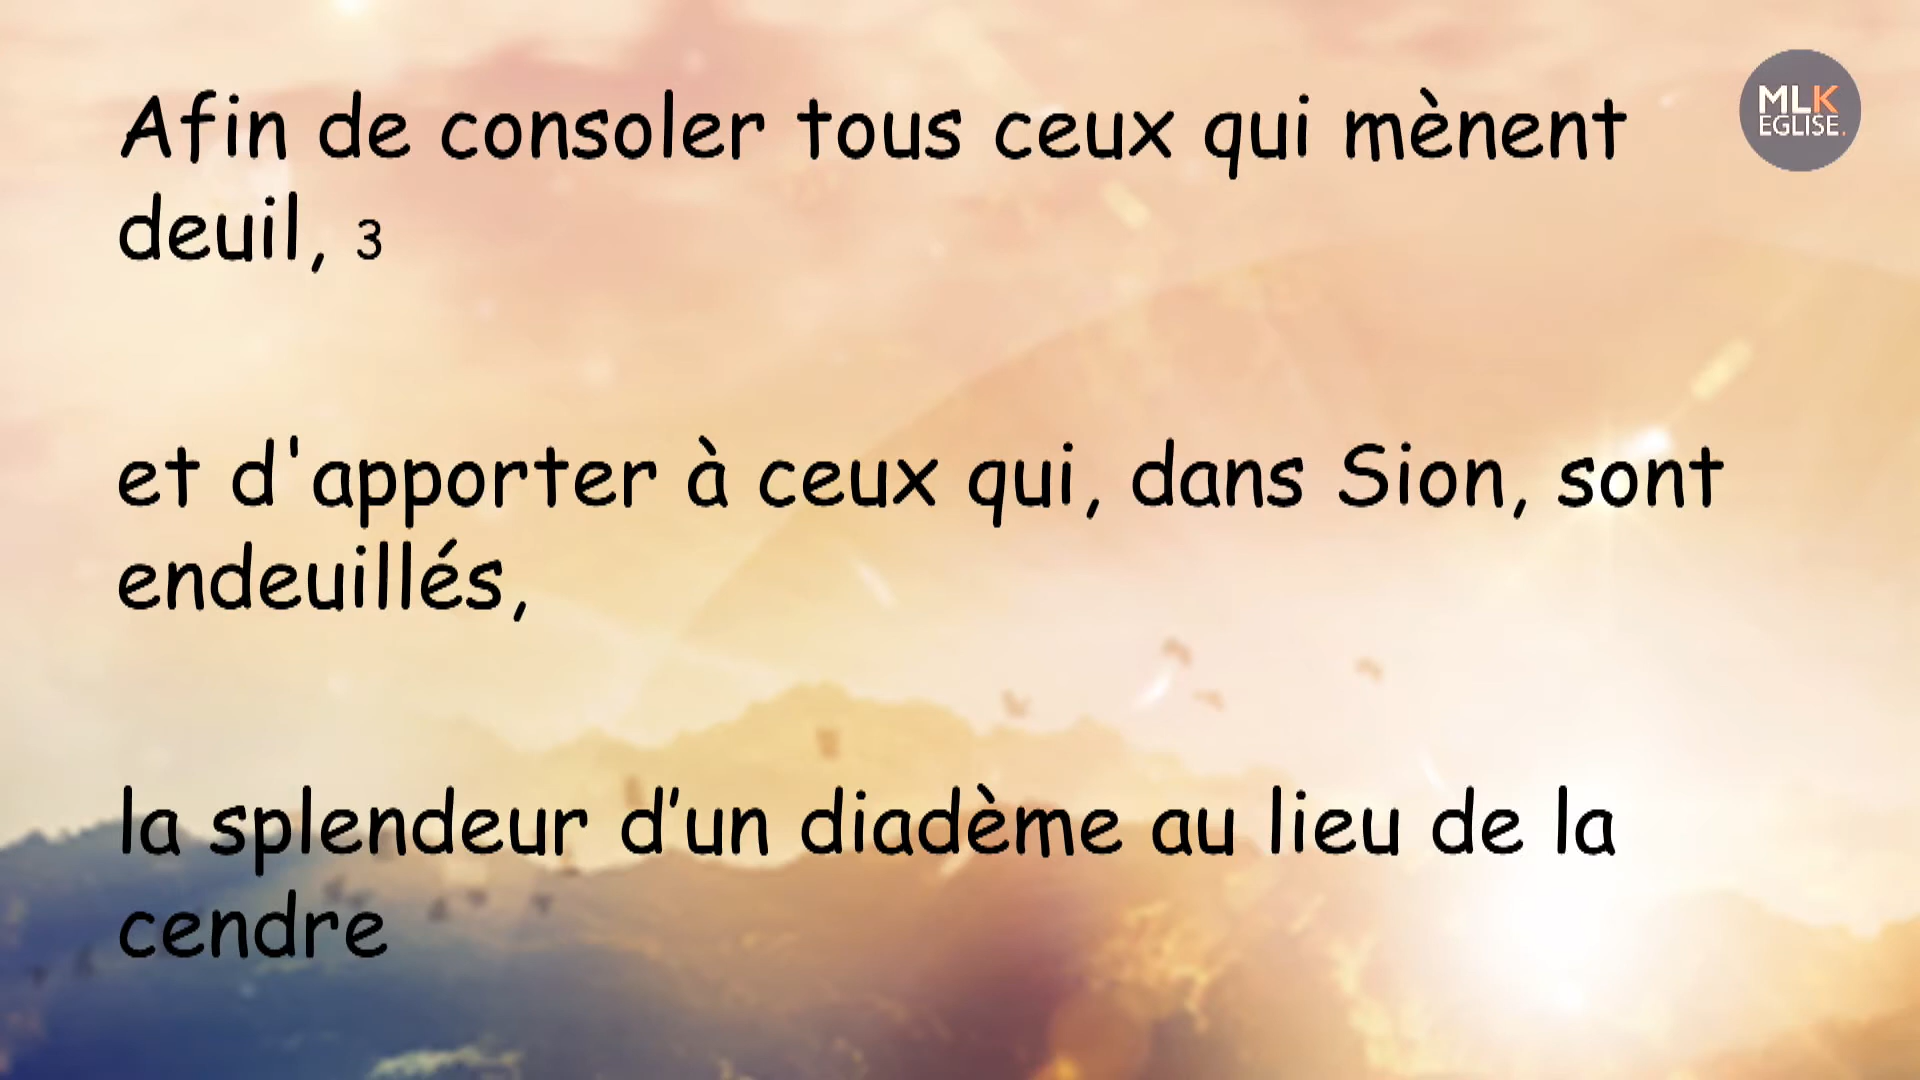 Afin de consoler tous ceux qui mènent
deuil, 3
et d'apporter à ceux qui, dans Sion, sont
endeuillés,
la splendeur d’un diadème au lieu de la
cendre
MLK
EGLISE.